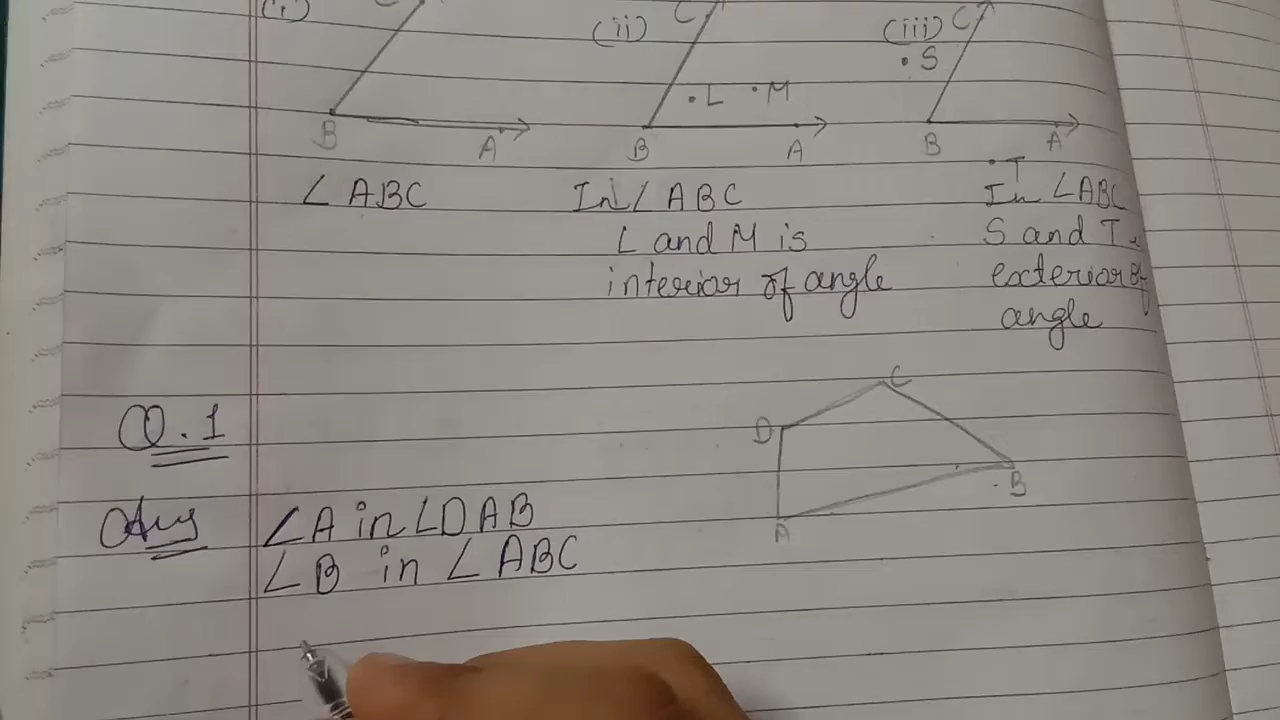 (i) C
B A
∠ABC
(ii) C
.L .M
B A
In ∠ABC
L and M is
interior of angle
(iii) C
.S
B A
.T
In ∠ABC
S and T
exterior of
angle
Q.1
D C
A B
Ans ∠A in ∠DAB
∠B in ∠ABC